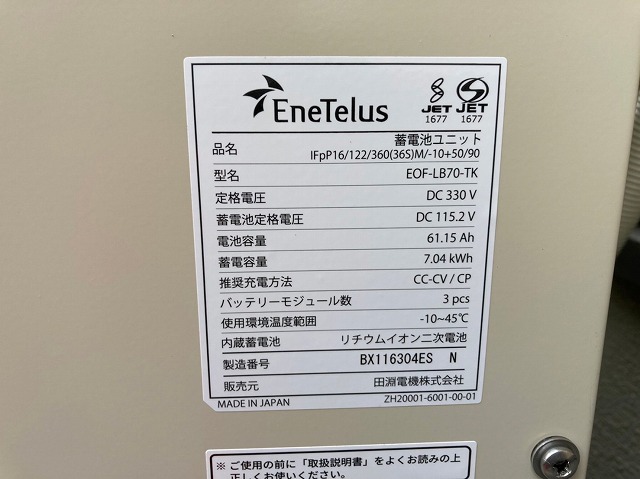 EneTelus
JET
1677
JET
1677
品名 蓄電池ユニット
IFpP16/122/360(36S)M/-10+50/90
型名 EOF-LB70-TK
定格電圧 DC 330 V
蓄電池定格電圧 DC 115.2 V
電池容量 61.15 Ah
蓄電容量 7.04 kWh
推奨充電方法 CC-CV / CP
バッテリーモジュール数 3 pcs
使用環境温度範囲 -10~45℃
内蔵蓄電池 リチウムイオン二次電池
製造番号 BX116304ES N
販売元 田淵電機株式会社
MADE IN JAPAN ZH20001-6001-00-01
※ご使用の前に「取扱説明書」をよくお読みの上
正しくお使いください。